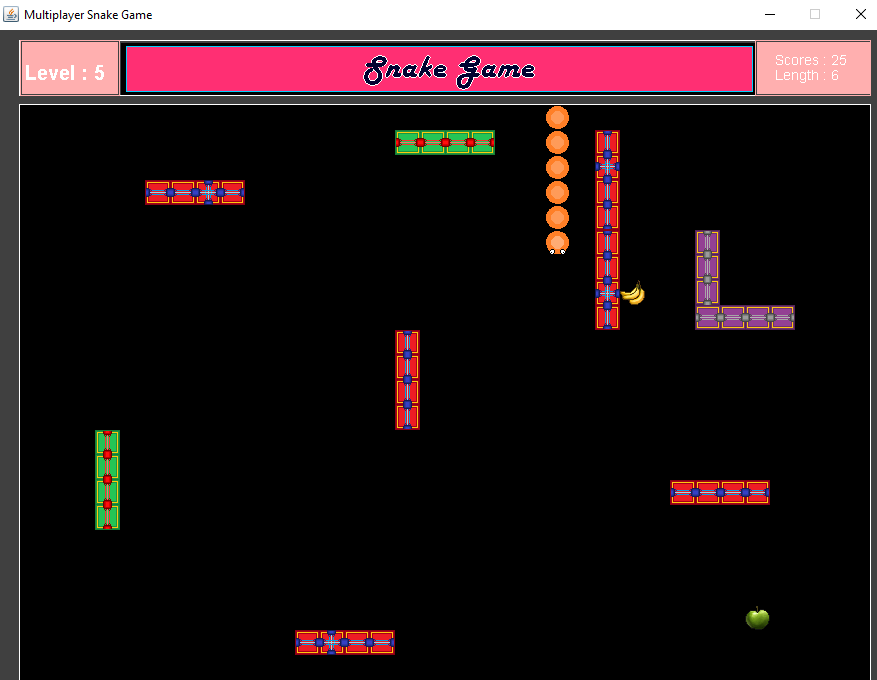 Multiplayer Snake Game
Level : 5
Snake Game
Scores : 25
Length : 6